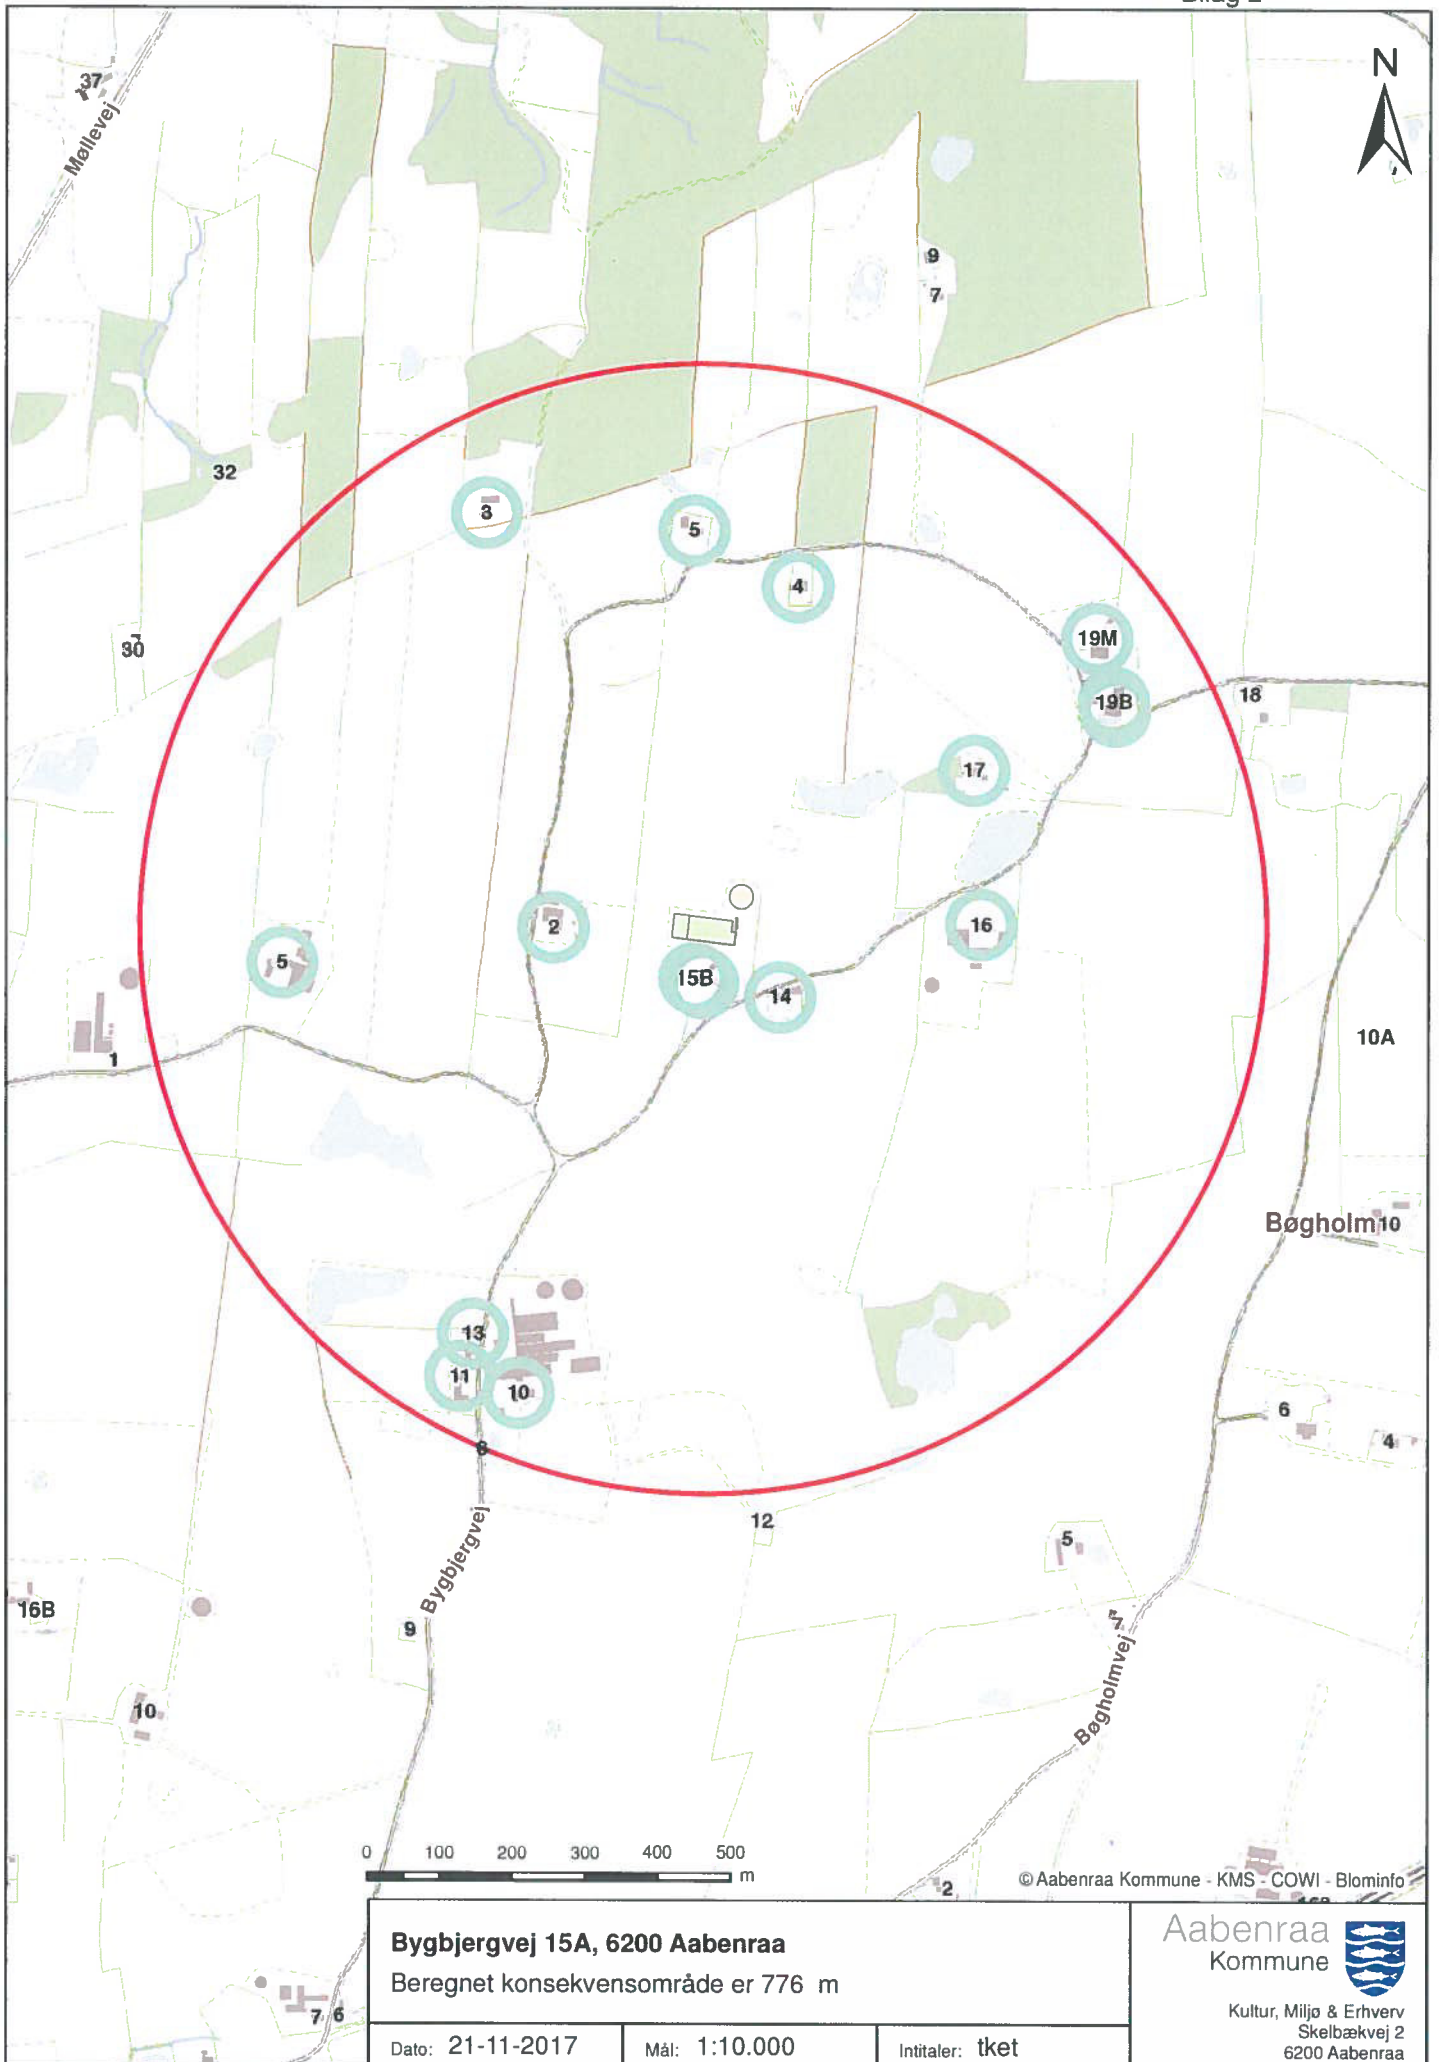 N
37
Møllevej
9
7
32
3
5
4
30
19M
19B
18
17
2
16
5
15B
14
1
10A
Bøgholm 10
13
11
10
8
6
4
12
5
Bygbjergvej
16B
9
7
Bøgholmvej
10
0 100 200 300 400 500
m
2
© Aabenraa Kommune - KMS - COWI - Blominfo
7 6
Bygbjergvej 15A, 6200 Aabenraa
Beregnet konsekvensområde er 776 m
Dato: 21-11-2017
Mål: 1:10.000
Intitaler: tket
Aabenraa
Kommune
Kultur, Miljø & Erhverv
Skelbækvej 2
6200 Aabenraa